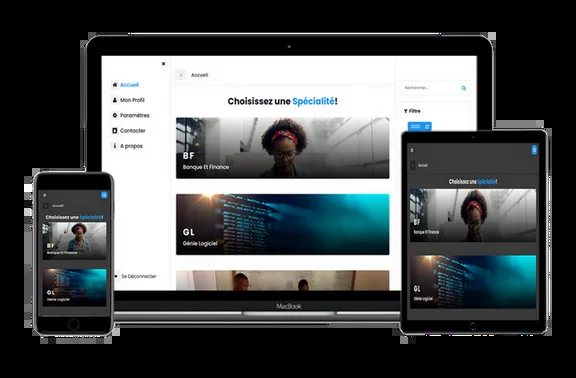 Accueil
Mon Profil
Paramètres
Contacter
A propos
Se Déconnecter
Accueil
Choisissez une Spécialité!
BF
Banque Et Finance
GL
Génie Logiciel
Rechercher...
Filtre
2023
MacBook
Accueil
Choisissez une Spécialité!
BF
Banque Et Finance
GL
Génie Logiciel
Accueil
Choisissez une Spécialité!
BF
Banque Et Finance
GL
Génie Logiciel